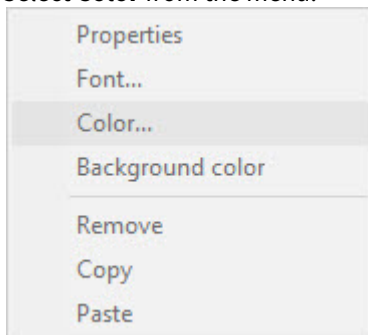 Select Color from the menu.
Properties
Font...
Color...
Background color
Remove
Copy
Paste